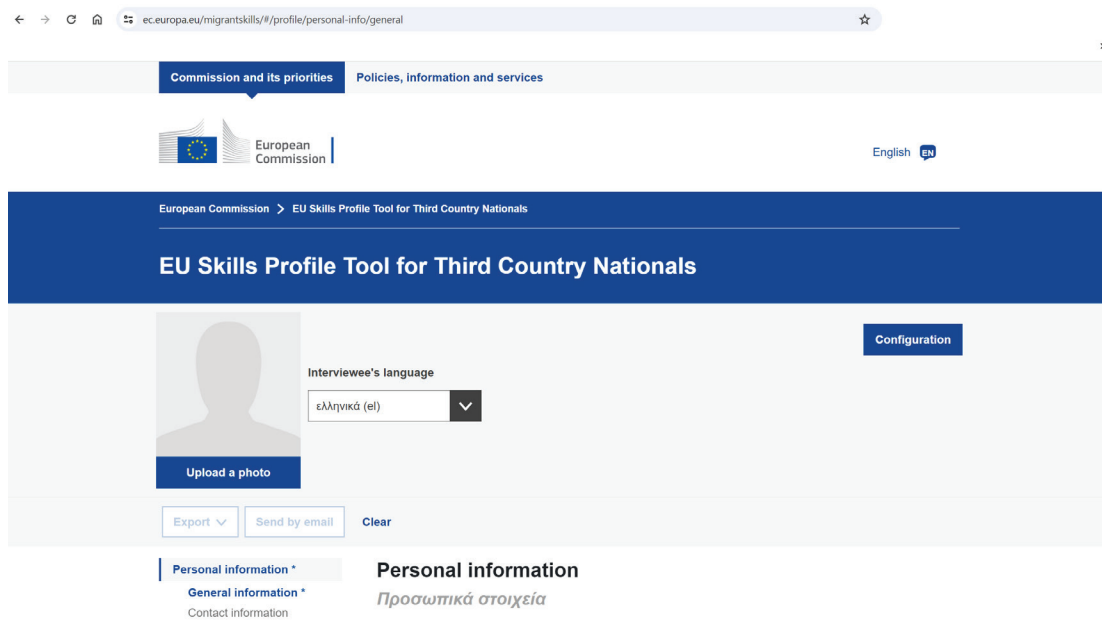 ec.europa.eu/migrantskills/#/profile/personal-info/general
Commission and its priorities Policies, information and services
European
Commission
English EN
European Commission > EU Skills Profile Tool for Third Country Nationals
EU Skills Profile Tool for Third Country Nationals
Configuration
Interviewee's language
ελληνικά (el)
Upload a photo
Export Send by email Clear
Personal information *
General information *
Contact information
Personal information
Προσωπικά στοιχεία